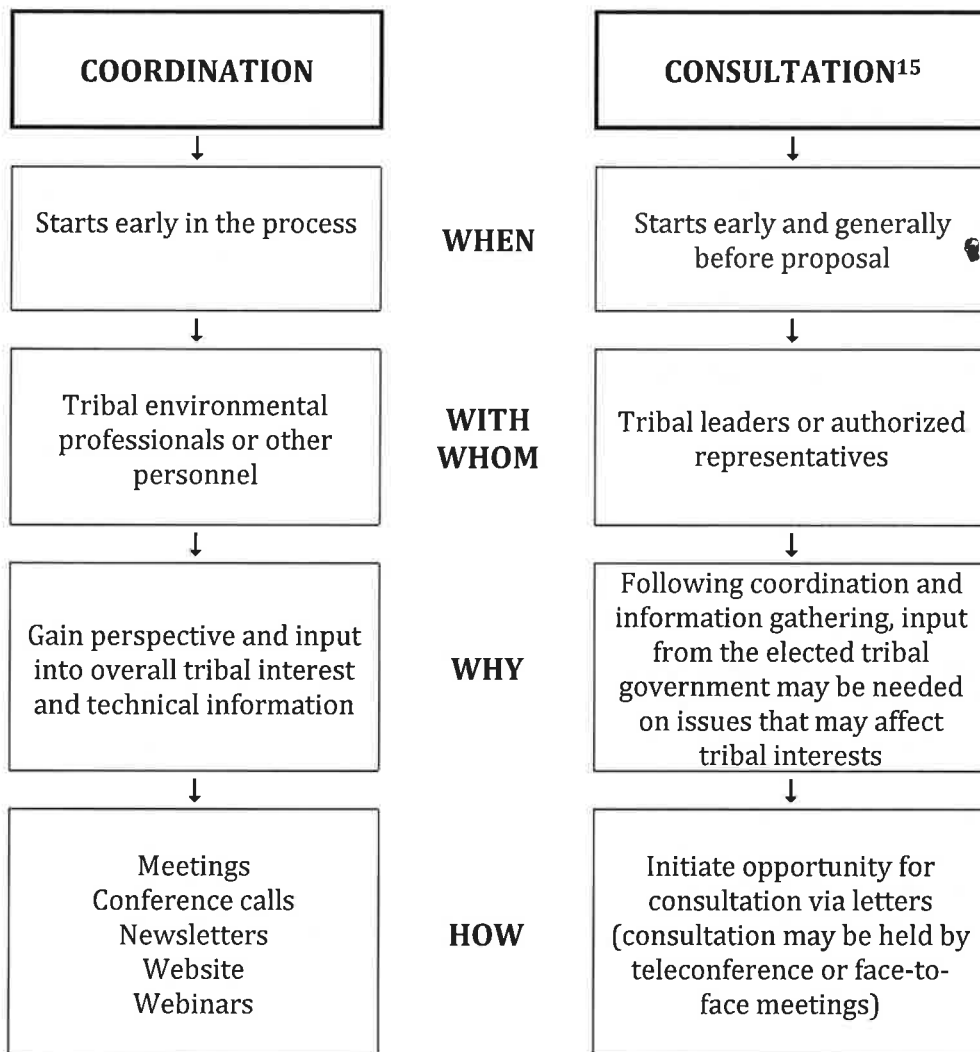 COORDINATION
CONSULTATION¹⁵
Starts early in the process
WHEN
Starts early and generally
before proposal
Tribal environmental
professionals or other
personnel
WITH
WHOM
Tribal leaders or authorized
representatives
Gain perspective and input
into overall tribal interest
and technical information
WHY
Following coordination and
information gathering, input
from the elected tribal
government may be needed
on issues that may affect
tribal interests
Meetings
Conference calls
Newsletters
Website
Webinars
HOW
Initiate opportunity for
consultation via letters
(consultation may be held by
teleconference or face-to-
face meetings)